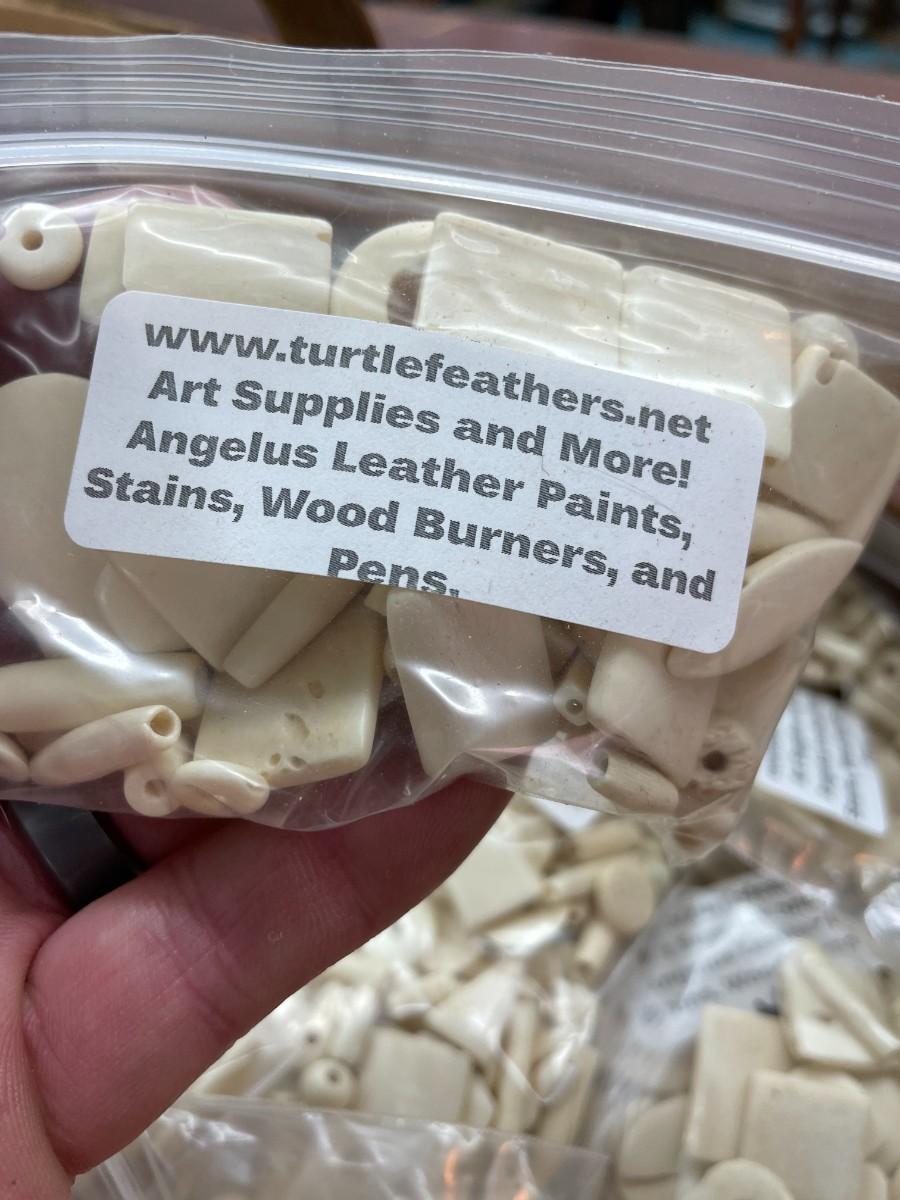 www.turtlefeathers.net
Art Supplies and More!
Angelus Leather Paints,
Stains, Wood Burners, and
Pens.